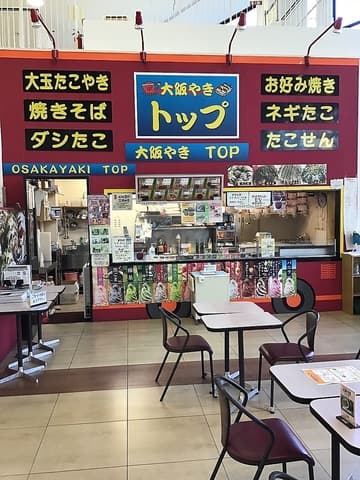 大玉たこやき
焼きそば
ダシたこ
大阪やき
トップ
お好み焼き
ネギたこ
たこせん
大阪やき TOP
OSAKAYAKI TOP